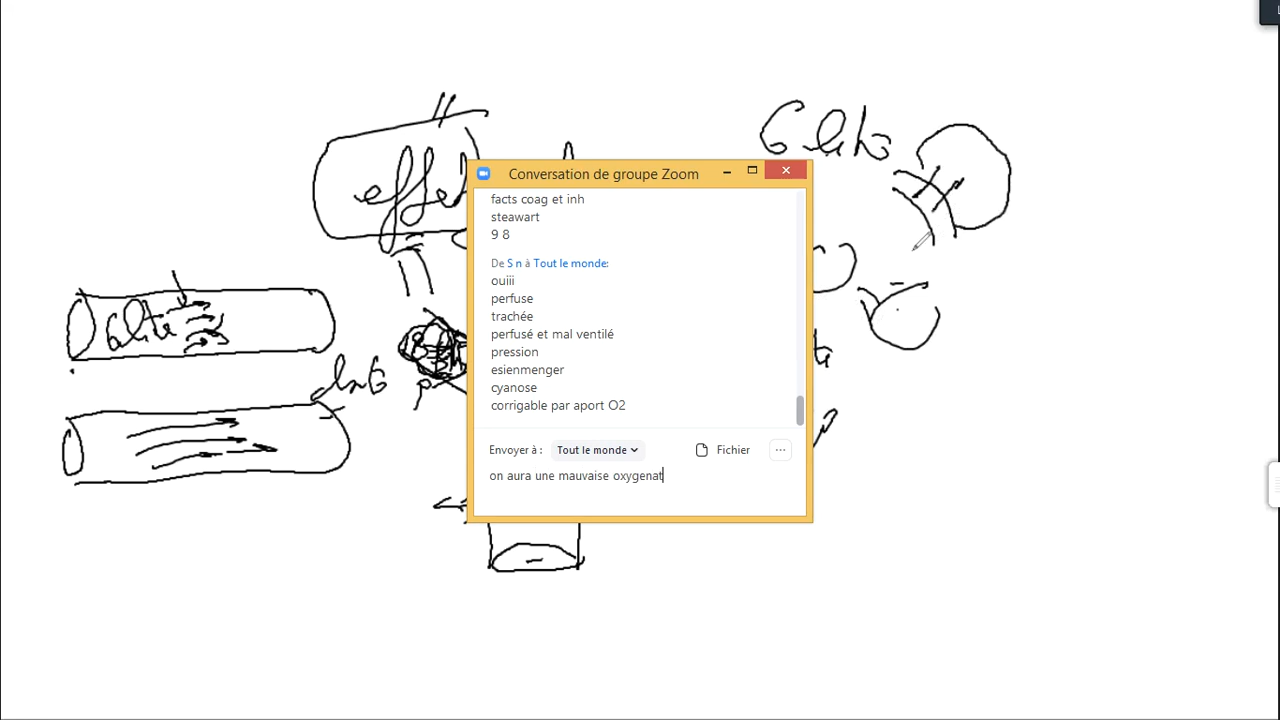 effet
Conversation de groupe Zoom
facts coag et inh
steawart
9 8
De S n à Tout le monde:
ouiii
perfuse
trachée
perfusé et mal ventilé
pression
esienmenger
cyanose
corrigable par aport O2
Envoyer à : Tout le monde Fichier ...
on aura une mauvaise oxygenat